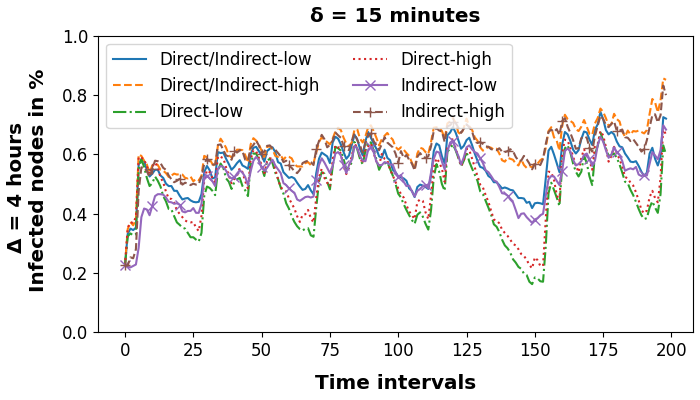 δ = 15 minutes
Δ = 4 hours
Infected nodes in %
1.0
0.8
0.6
0.4
0.2
0.0
Direct/Indirect-low
Direct/Indirect-high
Direct-low
Direct-high
Indirect-low
Indirect-high
0 25 50 75 100 125 150 175 200
Time intervals